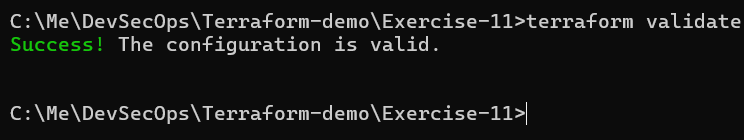 C:\Me\DevSecOps\Terraform-demo\Exercise-11>terraform validate
Success! The configuration is valid.
C:\Me\DevSecOps\Terraform-demo\Exercise-11>